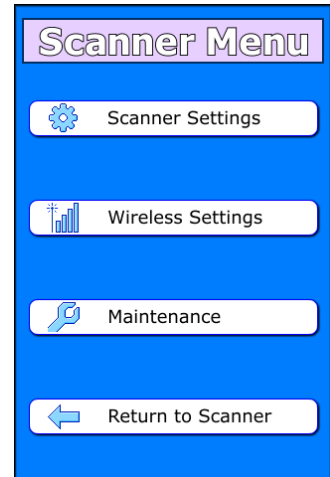 Scanner Menu
Scanner Settings
Wireless Settings
Maintenance
Return to Scanner